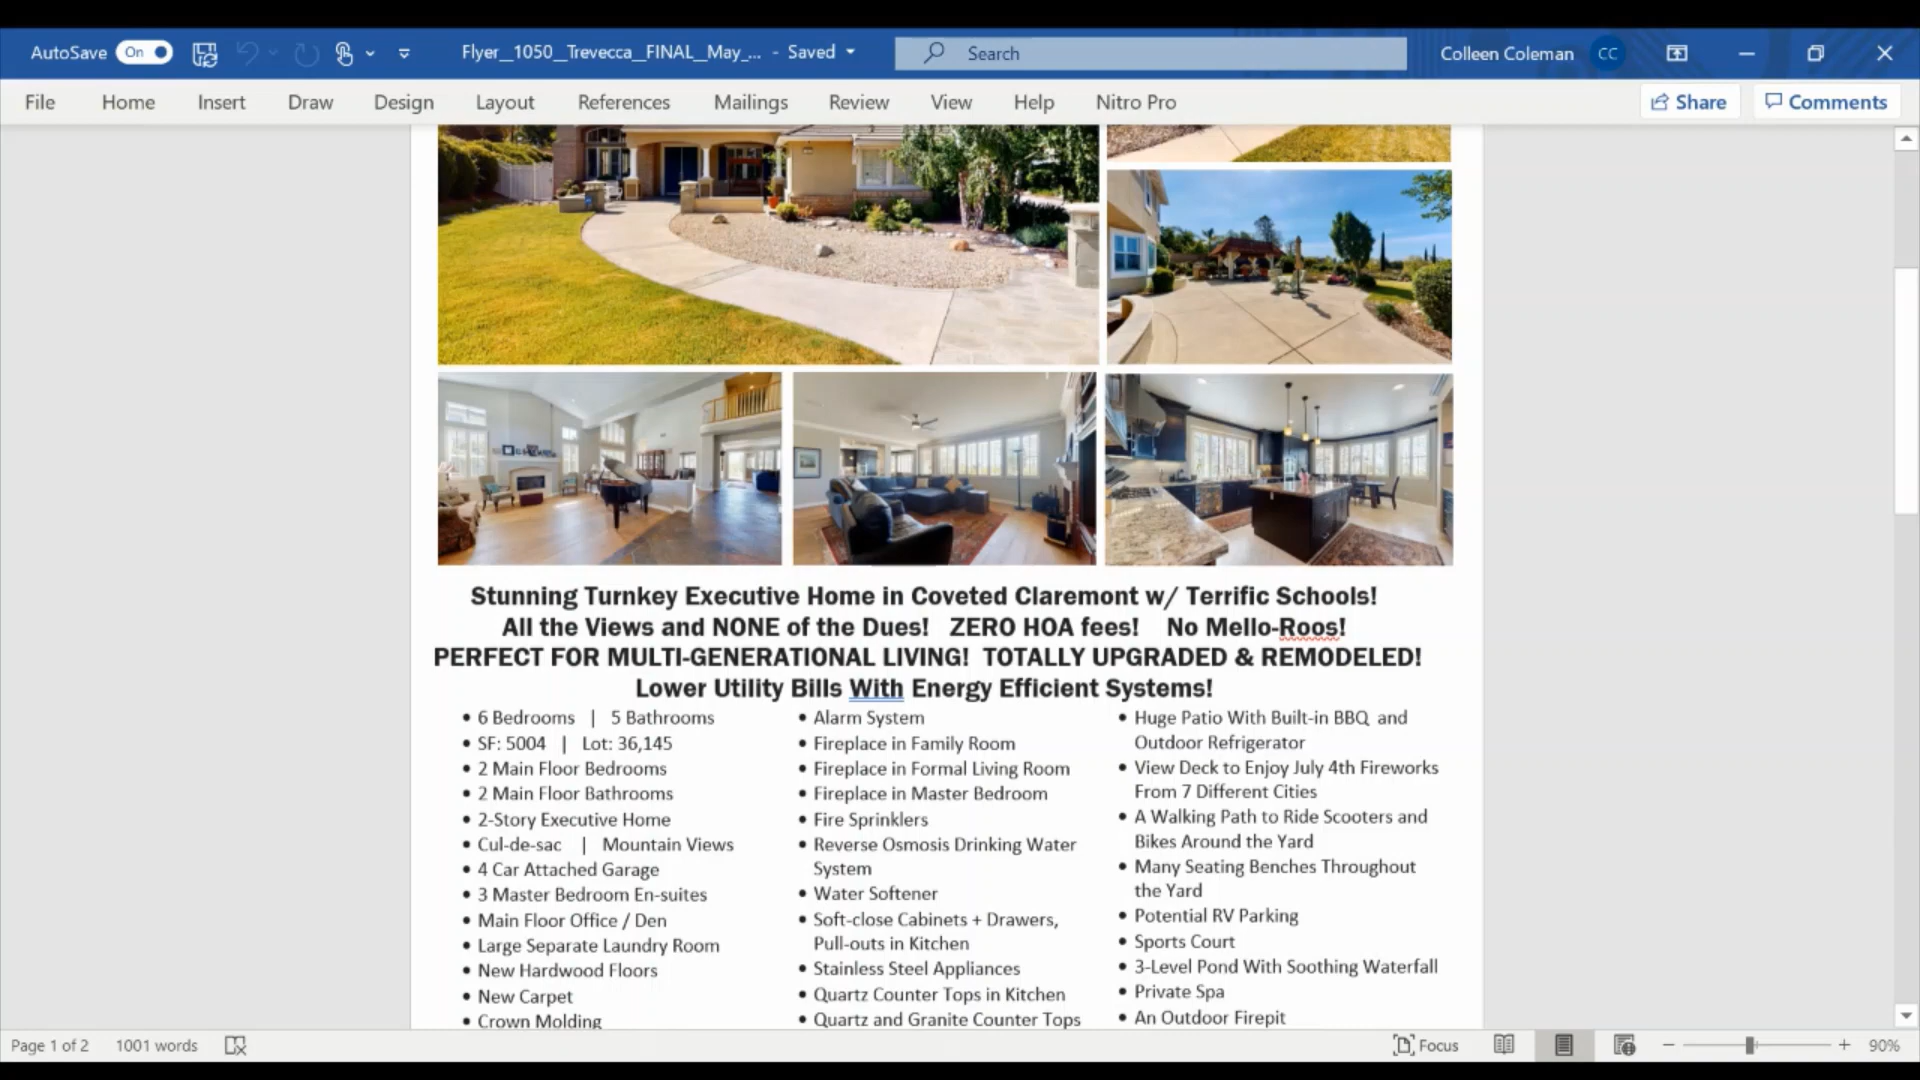 AutoSave On Flyer__1050__Trevecca__FINAL__May_... - Saved Search Colleen Coleman CC
File Home Insert Draw Design Layout References Mailings Review View Help Nitro Pro Share Comments
Stunning Turnkey Executive Home in Coveted Claremont w/ Terrific Schools!
All the Views and NONE of the Dues! ZERO HOA fees! No Mello-Roos!
PERFECT FOR MULTI-GENERATIONAL LIVING! TOTALLY UPGRADED & REMODELED!
Lower Utility Bills With Energy Efficient Systems!
• 6 Bedrooms | 5 Bathrooms
• SF: 5004 | Lot: 36,145
• 2 Main Floor Bedrooms
• 2 Main Floor Bathrooms
• 2-Story Executive Home
• Cul-de-sac | Mountain Views
• 4 Car Attached Garage
• 3 Master Bedroom En-suites
• Main Floor Office / Den
• Large Separate Laundry Room
• New Hardwood Floors
• New Carpet
• Crown Molding
• Alarm System
• Fireplace in Family Room
• Fireplace in Formal Living Room
• Fireplace in Master Bedroom
• Fire Sprinklers
• Reverse Osmosis Drinking Water
System
• Water Softener
• Soft-close Cabinets + Drawers,
Pull-outs in Kitchen
• Stainless Steel Appliances
• Quartz Counter Tops in Kitchen
• Quartz and Granite Counter Tops
• Huge Patio With Built-in BBQ and
Outdoor Refrigerator
• View Deck to Enjoy July 4th Fireworks
From 7 Different Cities
• A Walking Path to Ride Scooters and
Bikes Around the Yard
• Many Seating Benches Throughout
the Yard
• Potential RV Parking
• Sports Court
• 3-Level Pond With Soothing Waterfall
• Private Spa
• An Outdoor Firepit
Page 1 of 2 1001 words Focus 90%